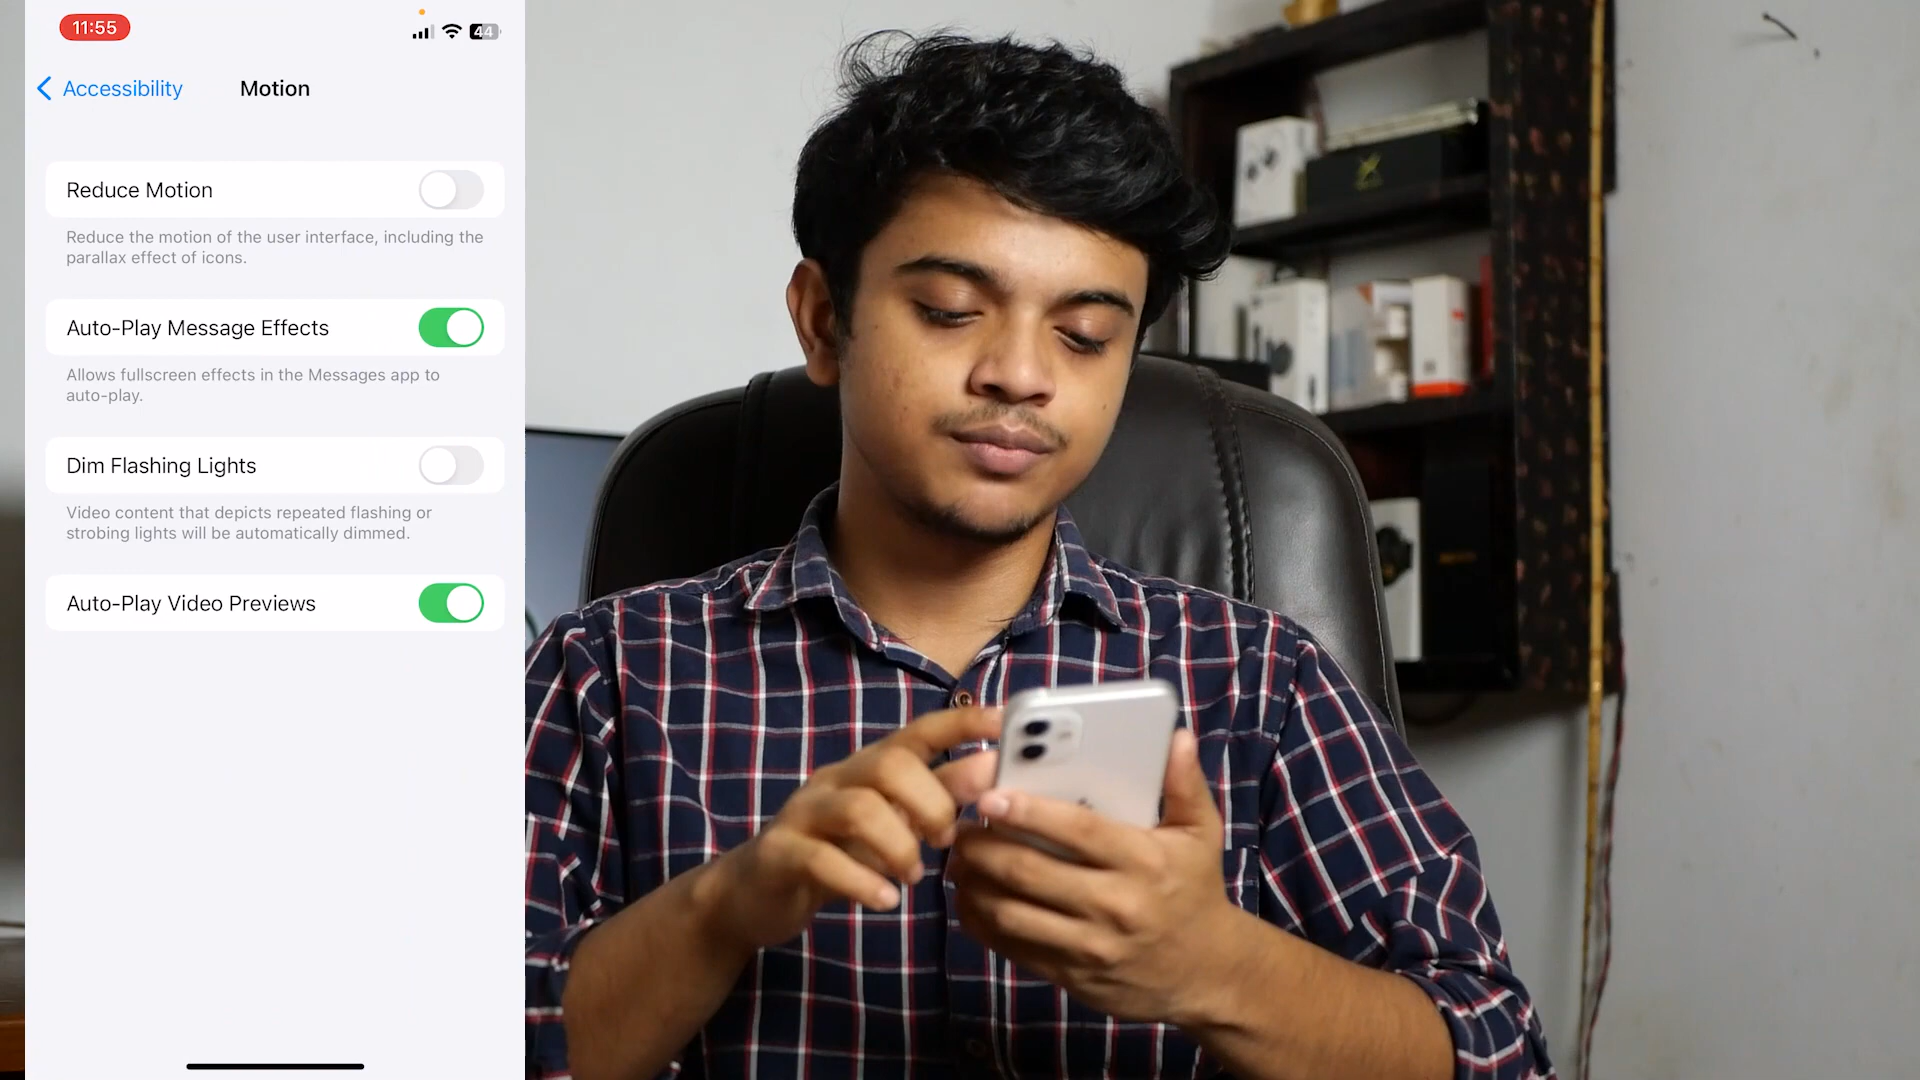 11:55
44
Accessibility
Motion
Reduce Motion
Reduce the motion of the user interface, including the
parallax effect of icons.
Auto-Play Message Effects
Allows fullscreen effects in the Messages app to
auto-play.
Dim Flashing Lights
Video content that depicts repeated flashing or
strobing lights will be automatically dimmed.
Auto-Play Video Previews